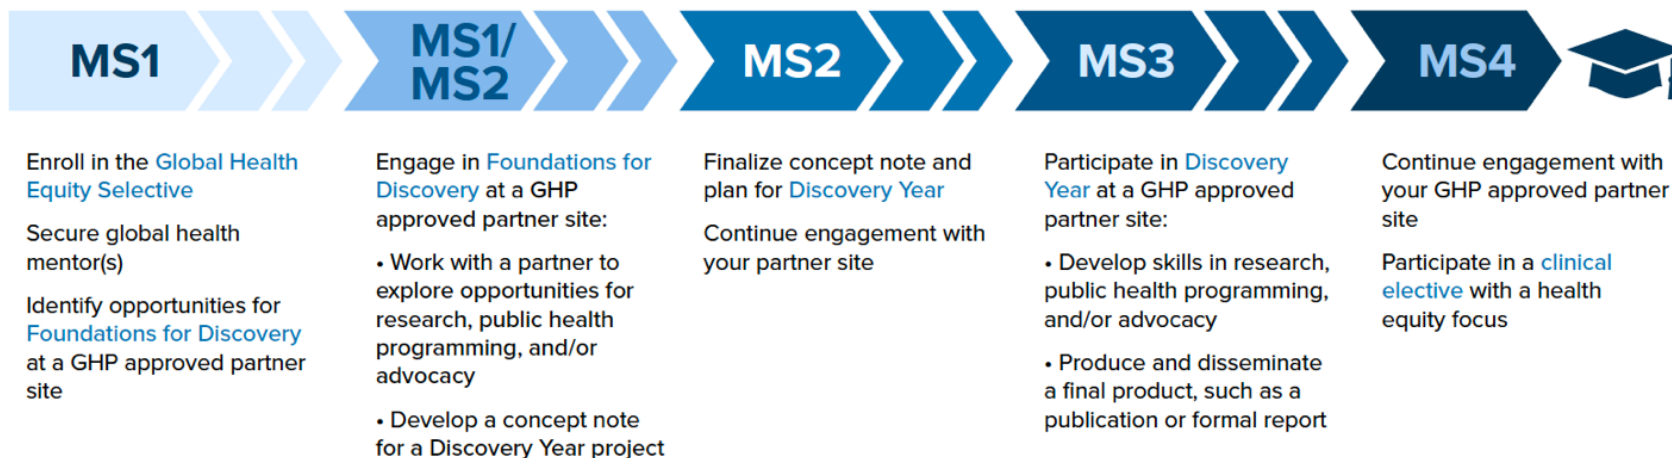 MS1
MS1/
MS2
MS2
MS3
MS4
Enroll in the Global Health
Equity Selective
Secure global health
mentor(s)
Identify opportunities for
Foundations for Discovery
at a GHP approved partner
site
Engage in Foundations for
Discovery at a GHP
approved partner site:
• Work with a partner to
explore opportunities for
research, public health
programming, and/or
advocacy
• Develop a concept note
for a Discovery Year project
Finalize concept note and
plan for Discovery Year
Continue engagement with
your partner site
Participate in Discovery
Year at a GHP approved
partner site:
• Develop skills in research,
public health programming,
and/or advocacy
• Produce and disseminate
a final product, such as a
publication or formal report
Continue engagement with
your GHP approved partner
site
Participate in a clinical
elective with a health
equity focus